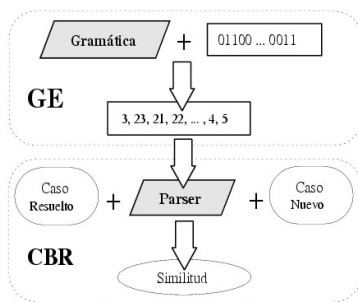 Gramática + 01100 ... 0011
GE
3, 23, 21, 22, ... , 4, 5
Caso Resuelto + Parser + Caso Nuevo
CBR
Similitud